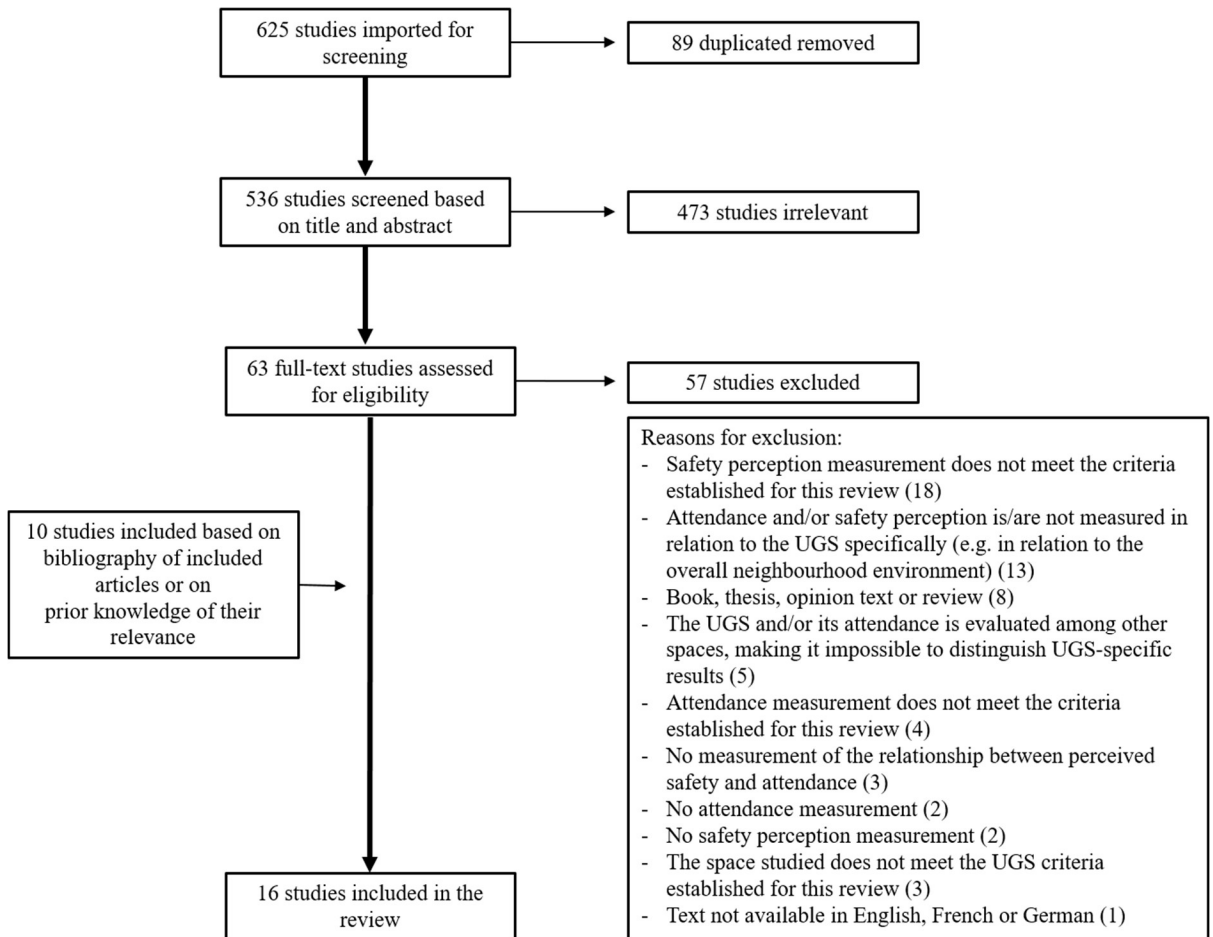 625 studies imported for
screening
89 duplicated removed
536 studies screened based
on title and abstract
473 studies irrelevant
63 full-text studies assessed
for eligibility
57 studies excluded
Reasons for exclusion:
- Safety perception measurement does not meet the criteria
established for this review (18)
- Attendance and/or safety perception is/are not measured in
relation to the UGS specifically (e.g. in relation to the
overall neighbourhood environment) (13)
- Book, thesis, opinion text or review (8)
- The UGS and/or its attendance is evaluated among other
spaces, making it impossible to distinguish UGS-specific
results (5)
- Attendance measurement does not meet the criteria
established for this review (4)
- No measurement of the relationship between perceived
safety and attendance (3)
- No attendance measurement (2)
- No safety perception measurement (2)
- The space studied does not meet the UGS criteria
established for this review (3)
- Text not available in English, French or German (1)
10 studies included based on
bibliography of included
articles or on
prior knowledge of their
relevance
16 studies included in the
review